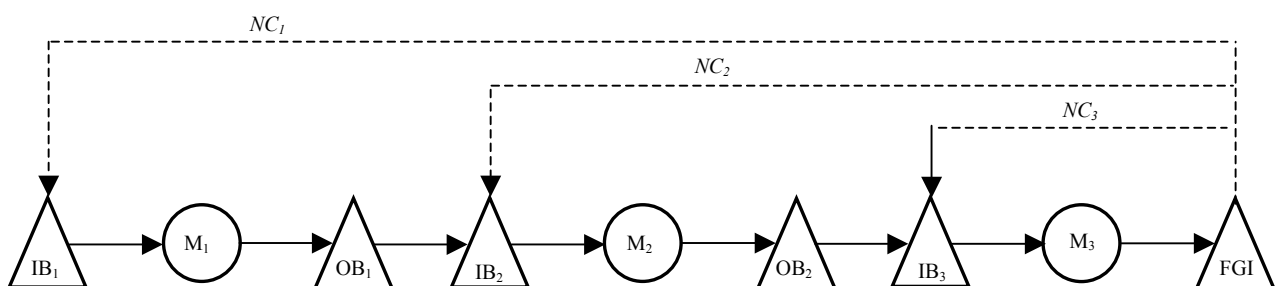 NC₁
NC₂
NC₃
IB₁ M₁ OB₁ IB₂ M₂ OB₂ IB₃ M₃ FGI